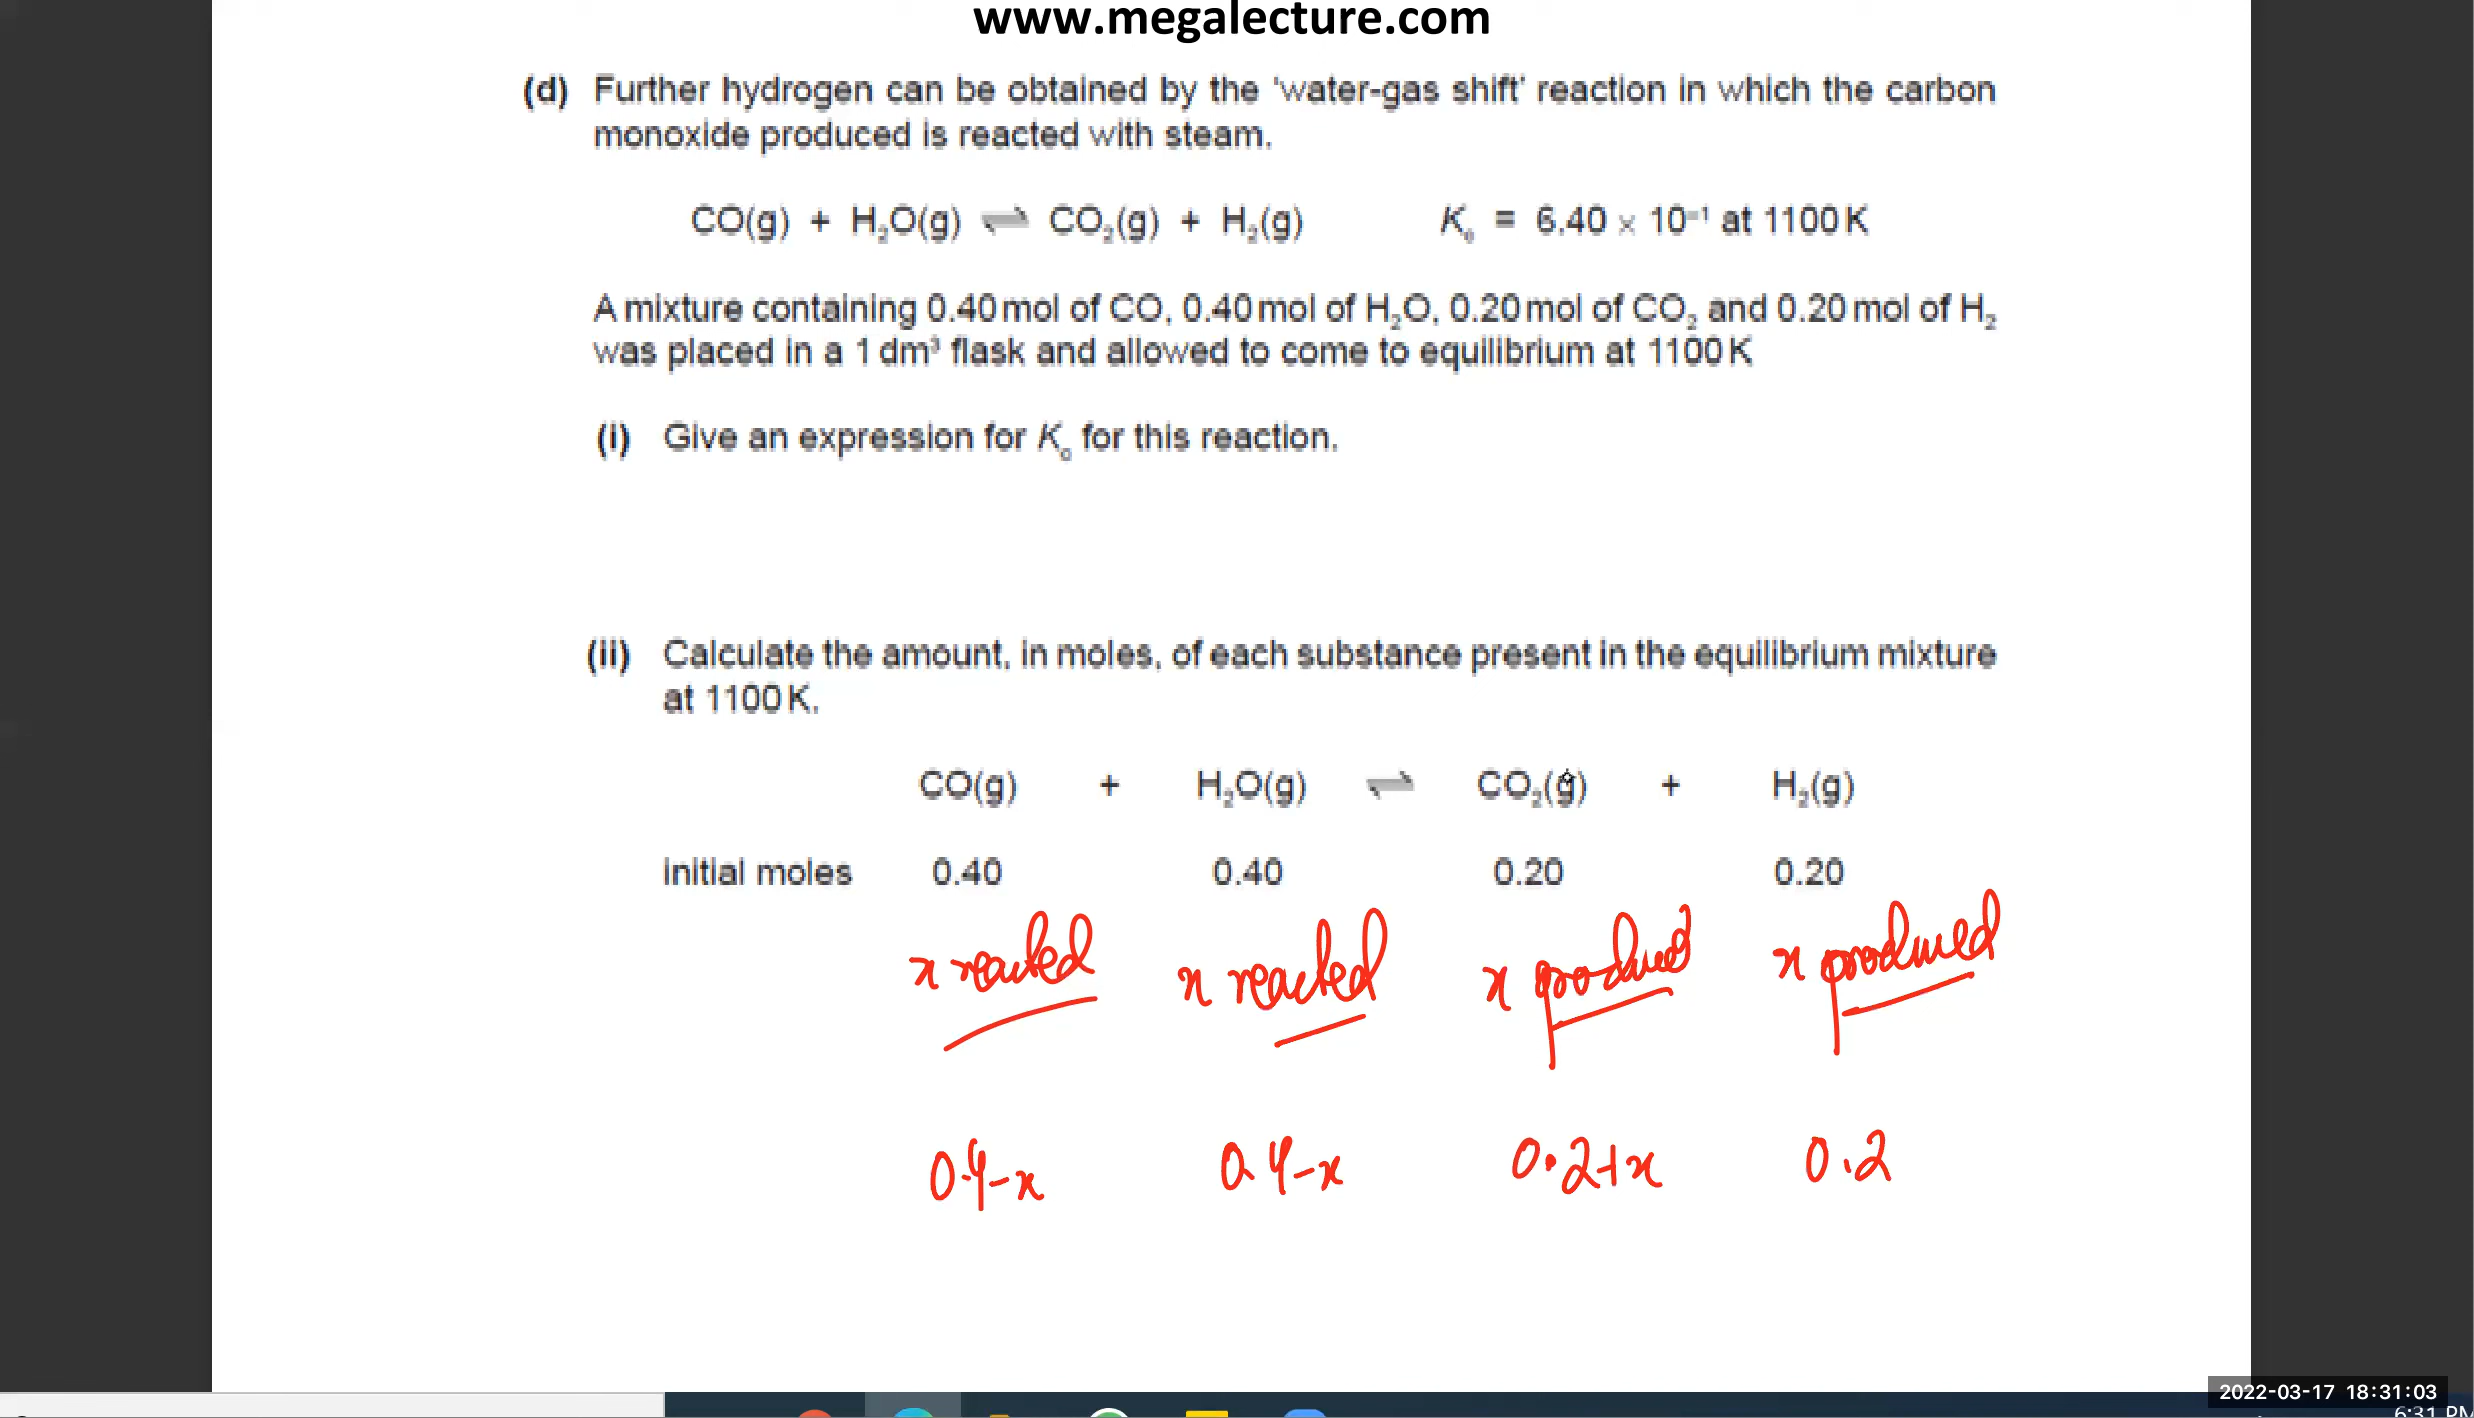 www.megalecture.com
(d) Further hydrogen can be obtained by the 'water-gas shift' reaction in which the carbon
monoxide produced is reacted with steam.
CO(g) + H₂O(g) ⇌ CO₂(g) + H₂(g) K꜀ = 6.40 × 10⁻¹ at 1100 K
A mixture containing 0.40 mol of CO, 0.40 mol of H₂O, 0.20 mol of CO₂ and 0.20 mol of H₂
was placed in a 1 dm³ flask and allowed to come to equilibrium at 1100 K
(i) Give an expression for K꜀ for this reaction.
(ii) Calculate the amount, in moles, of each substance present in the equilibrium mixture
at 1100 K.
CO(g) + H₂O(g) ⇌ CO₂(g) + H₂(g)
initial moles 0.40 0.40 0.20 0.20
x reacted x reacted x produced x produced
0.4-x 0.4-x 0.2+x 0.2
2022-03-17 18:31:03
6:31 PM